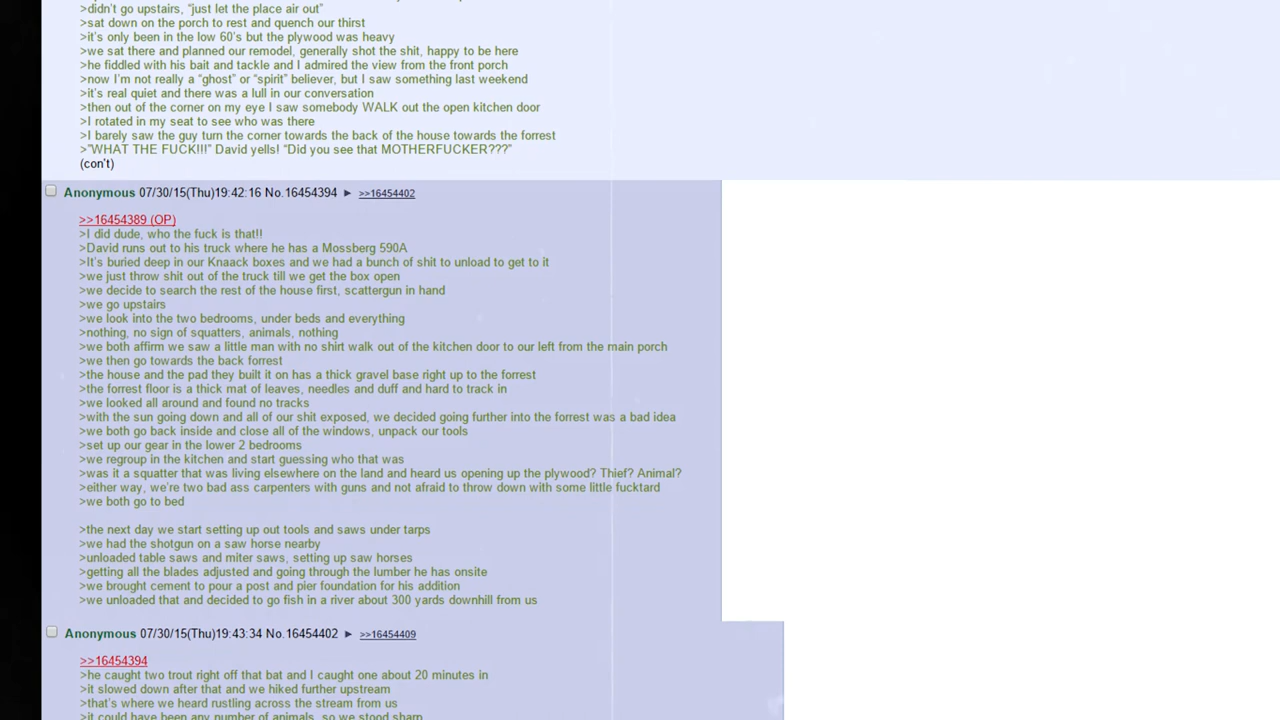 >didn't go upstairs, “just let the place air out”
>sat down on the porch to rest and quench our thirst
>it's only been in the low 60's but the plywood was heavy
>we sat there and planned our remodel, generally shot the shit, happy to be here
>he fiddled with his bait and tackle and I admired the view from the front porch
>now I'm not really a “ghost” or “spirit” believer, but I saw something last weekend
>it's real quiet and there was a lull in our conversation
>then out of the corner on my eye I saw somebody WALK out the open kitchen door
>I rotated in my seat to see who was there
>I barely saw the guy turn the corner towards the back of the house towards the forrest
>”WHAT THE FUCK!!!” David yells! “Did you see that MOTHERFUCKER???”
(con't)
Anonymous 07/30/15(Thu)19:42:16 No.16454394 ► >>16454402
>>16454389 (OP)
>I did dude, who the fuck is that!!
>David runs out to his truck where he has a Mossberg 590A
>It's buried deep in our Knaack boxes and we had a bunch of shit to unload to get to it
>we just throw shit out of the truck till we get the box open
>we decide to search the rest of the house first, scattergun in hand
>we go upstairs
>we look into the two bedrooms, under beds and everything
>nothing, no sign of squatters, animals, nothing
>we both affirm we saw a little man with no shirt walk out of the kitchen door to our left from the main porch
>we then go towards the back forrest
>the house and the pad they built it on has a thick gravel base right up to the forrest
>the forrest floor is a thick mat of leaves, needles and duff and hard to track in
>we looked all around and found no tracks
>with the sun going down and all of our shit exposed, we decided going further into the forrest was a bad idea
>we both go back inside and close all of the windows, unpack our tools
>set up our gear in the lower 2 bedrooms
>we regroup in the kitchen and start guessing who that was
>was it a squatter that was living elsewhere on the land and heard us opening up the plywood? Thief? Animal?
>either way, we're two bad ass carpenters with guns and not afraid to throw down with some little fucktard
>we both go to bed
>the next day we start setting up out tools and saws under tarps
>we had the shotgun on a saw horse nearby
>unloaded table saws and miter saws, setting up saw horses
>getting all the blades adjusted and going through the lumber he has onsite
>we brought cement to pour a post and pier foundation for his addition
>we unloaded that and decided to go fish in a river about 300 yards downhill from us
Anonymous 07/30/15(Thu)19:43:34 No.16454402 ► >>16454409
>>16454394
>he caught two trout right off that bat and I caught one about 20 minutes in
>it slowed down after that and we hiked further upstream
>that's where we heard rustling across the stream from us
>it could have been any number of animals, so we stood sharp